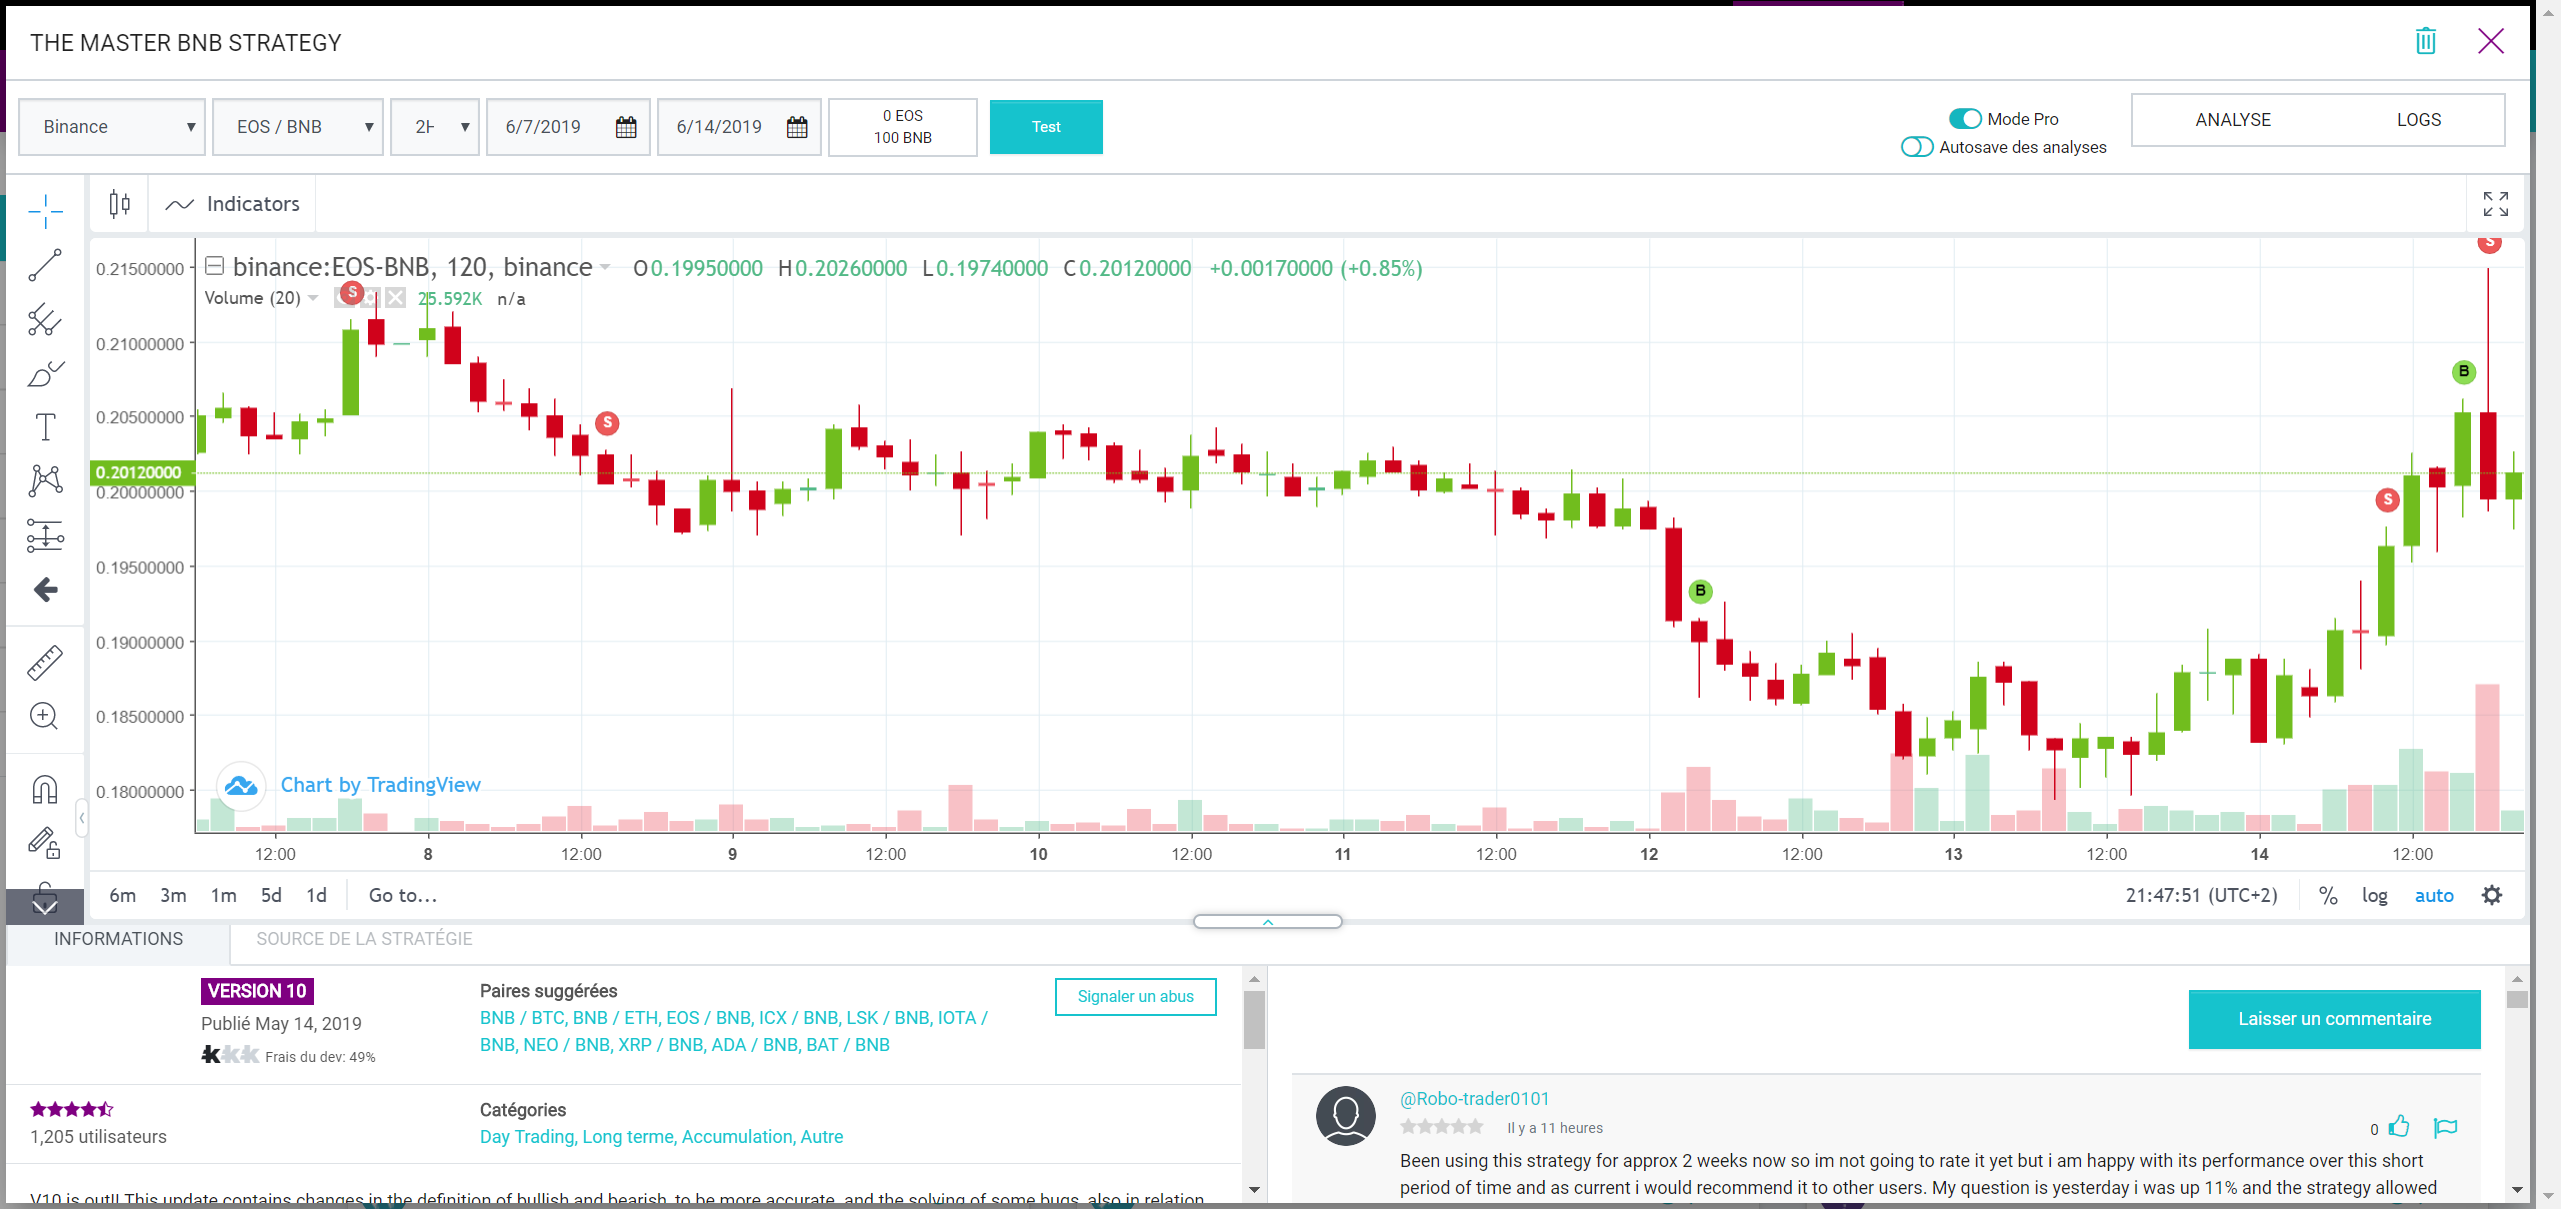 THE MASTER BNB STRATEGY
Binance
EOS / BNB
6/7/2019
6/14/2019
0 EOS
100 BNB
Test
Mode Pro
Autosave des analyses
ANALYSE
LOGS
Indicators
binance:EOS-BNB, 120, binance
O0.19950000 H0.20260000 L0.19740000 C0.20120000 +0.00170000 (+0.85%)
Volume (20)
25.592K n/a
S
S
B
S
B
S
0.21500000
0.21000000
0.20500000
0.20120000
0.20000000
0.19500000
0.19000000
0.18500000
0.18000000
Chart by TradingView
12:00 8 12:00 9 12:00 10 12:00 11 12:00 12 12:00 13 12:00 14 12:00
6m 3m 1m 5d 1d Go to...
21:47:51 (UTC+2) % log auto
INFORMATIONS
SOURCE DE LA STRATÉGIE
VERSION 10
Publié May 14, 2019
Frais du dev: 49%
Paires suggérées
BNB / BTC, BNB / ETH, EOS / BNB, ICX / BNB, LSK / BNB, IOTA /
BNB, NEO / BNB, XRP / BNB, ADA / BNB, BAT / BNB
Signaler un abus
1,205 utilisateurs
Catégories
Day Trading, Long terme, Accumulation, Autre
V10 is out!! This update contains changes in the definition of bullish and bearish, to be more accurate, and the solving of some bugs, also in relation
Laisser un commentaire
@Robo-trader0101
Il y a 11 heures
0
Been using this strategy for approx 2 weeks now so im not going to rate it yet but i am happy with its performance over this short
period of time and as current i would recommend it to other users. My question is yesterday i was up 11% and the strategy allowed